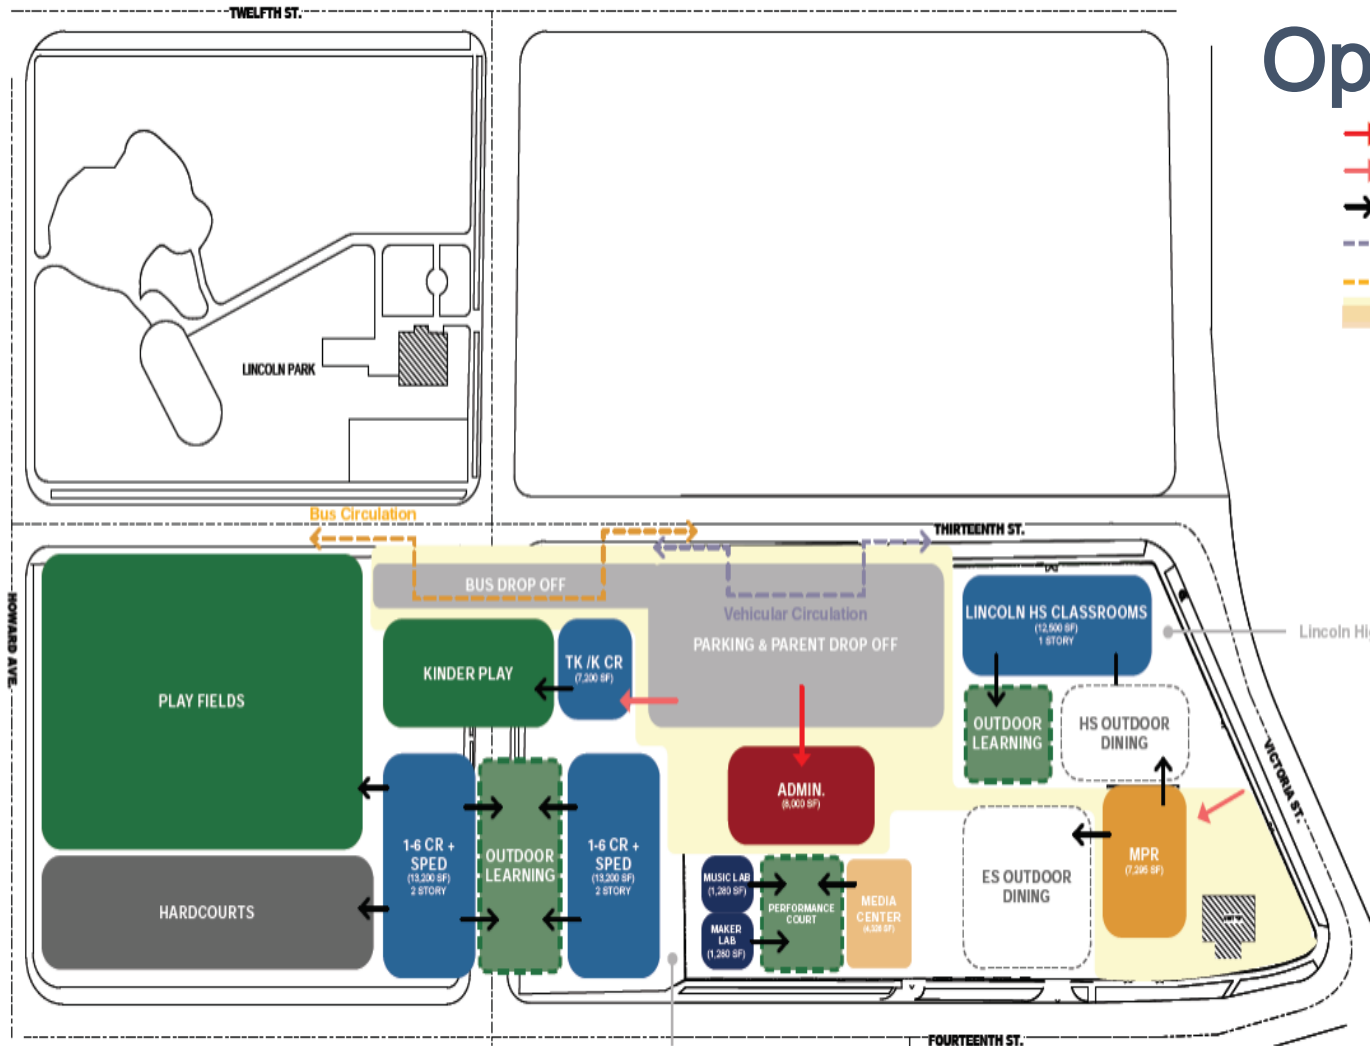 TWELFTH ST.
Op
LINCOLN PARK
Bus Circulation
THIRTEENTH ST.
BUS DROP OFF
Vehicular Circulation
PARKING & PARENT DROP OFF
LINCOLN HS CLASSROOMS
(12,500 SF)
1 STORY
Lincoln Hig
HOWARD AVE.
PLAY FIELDS
KINDER PLAY
TK /K CR
(7,200 SF)
OUTDOOR
LEARNING
HS OUTDOOR
DINING
VICTORIA ST.
ADMIN.
(8,000 SF)
1-6 CR +
SPED
(13,200 SF)
2 STORY
OUTDOOR
LEARNING
1-6 CR +
SPED
(13,200 SF)
2 STORY
MPR
(7,295 SF)
ES OUTDOOR
DINING
HARDCOURTS
MUSIC LAB
(1,280 SF)
MAKER
LAB
(1,280 SF)
PERFORMANCE
COURT
MEDIA
CENTER
FOURTEENTH ST.